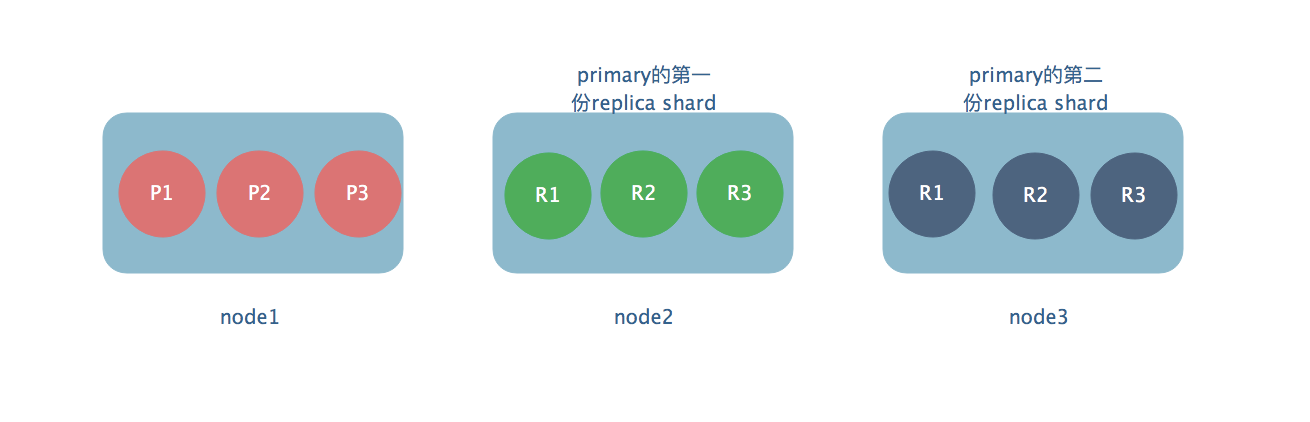 primary的第一
份replica shard
primary的第二
份replica shard
P1 P2 P3
R1 R2 R3
R1 R2 R3
node1
node2
node3